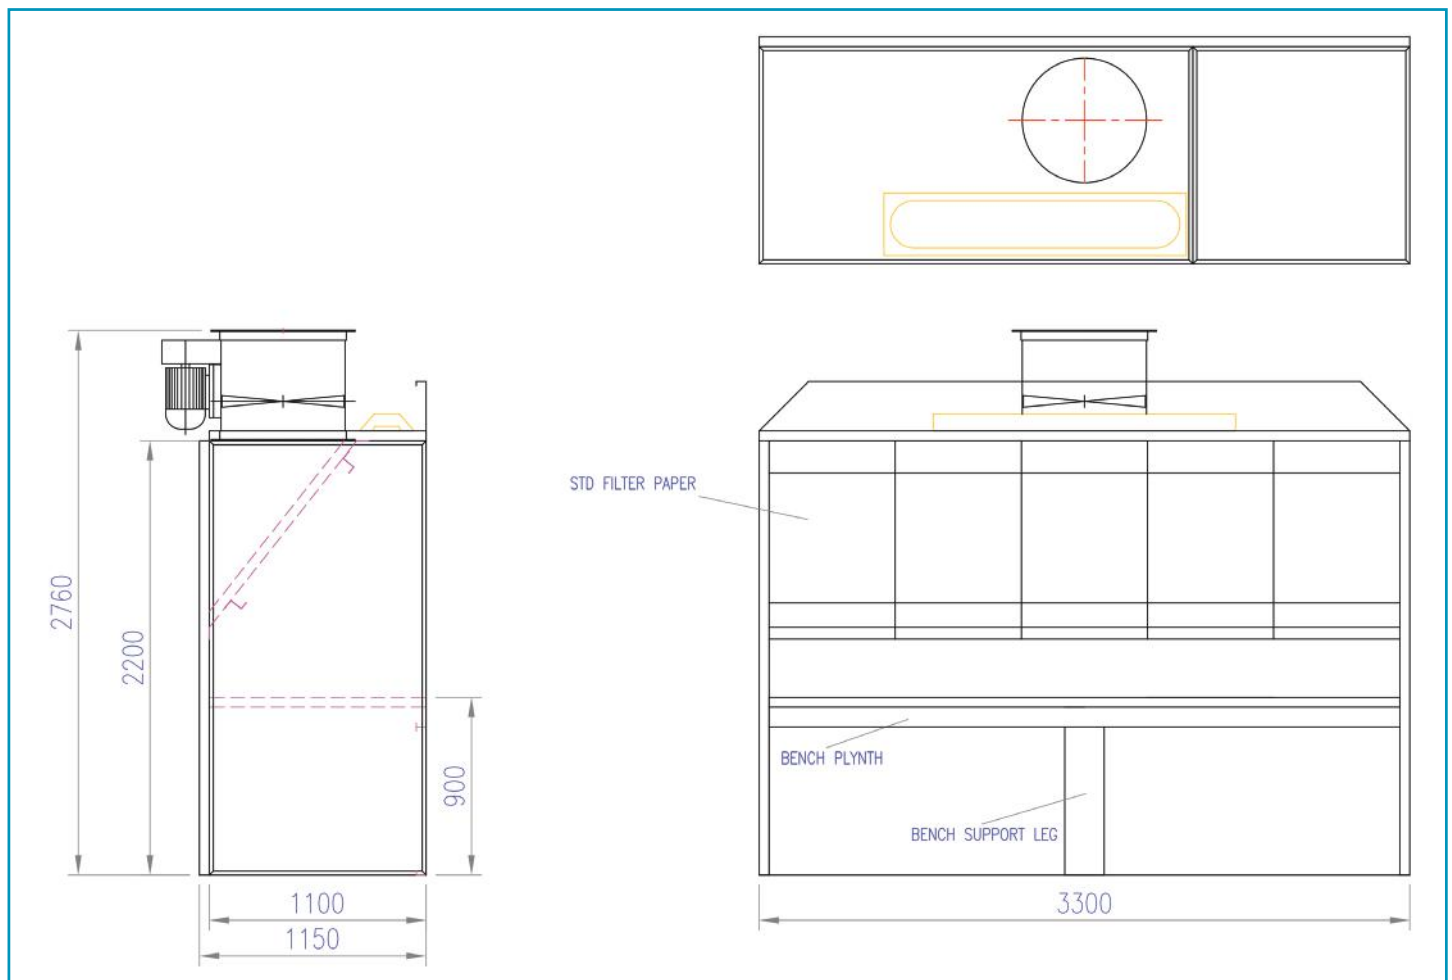 STD FILTER PAPER
2760
2200
900
BENCH PLYNTH
BENCH SUPPORT LEG
1100
1150
3300